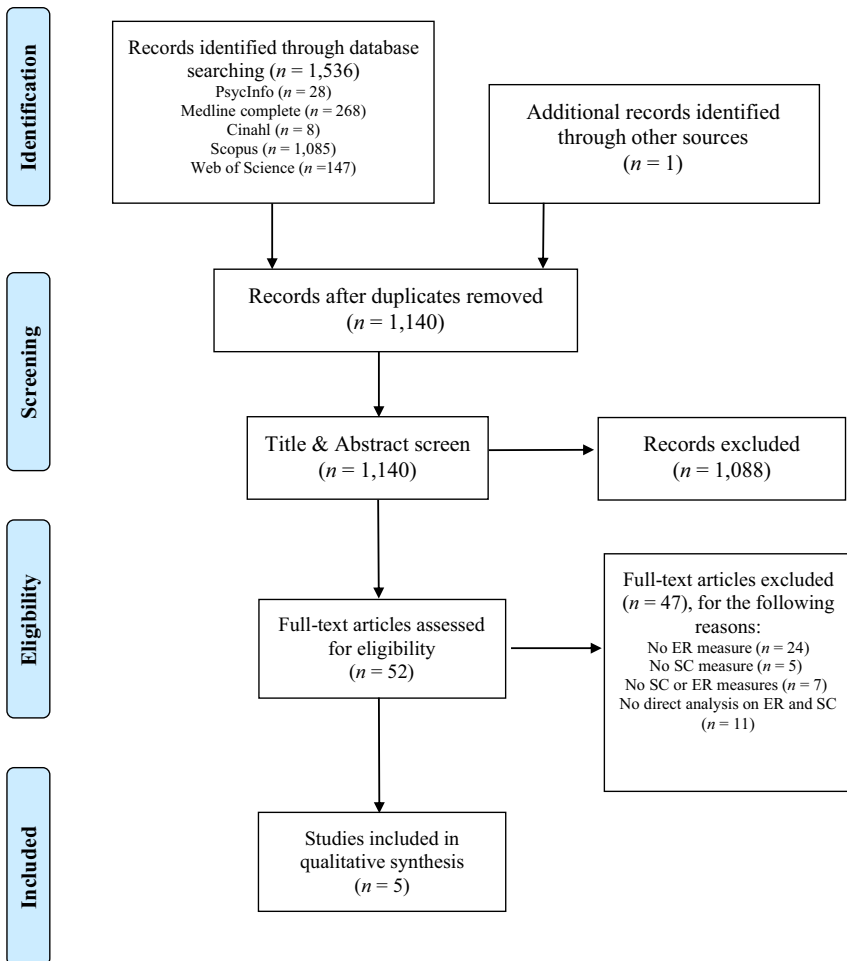 Identification
Records identified through database
searching (n = 1,536)
PsycInfo (n = 28)
Medline complete (n = 268)
Cinahl (n = 8)
Scopus (n = 1,085)
Web of Science (n =147)
Additional records identified
through other sources
(n = 1)
Screening
Records after duplicates removed
(n = 1,140)
Title & Abstract screen
(n = 1,140)
Records excluded
(n = 1,088)
Eligibility
Full-text articles assessed
for eligibility
(n = 52)
Full-text articles excluded
(n = 47), for the following
reasons:
No ER measure (n = 24)
No SC measure (n = 5)
No SC or ER measures (n = 7)
No direct analysis on ER and SC
(n = 11)
Included
Studies included in
qualitative synthesis
(n = 5)